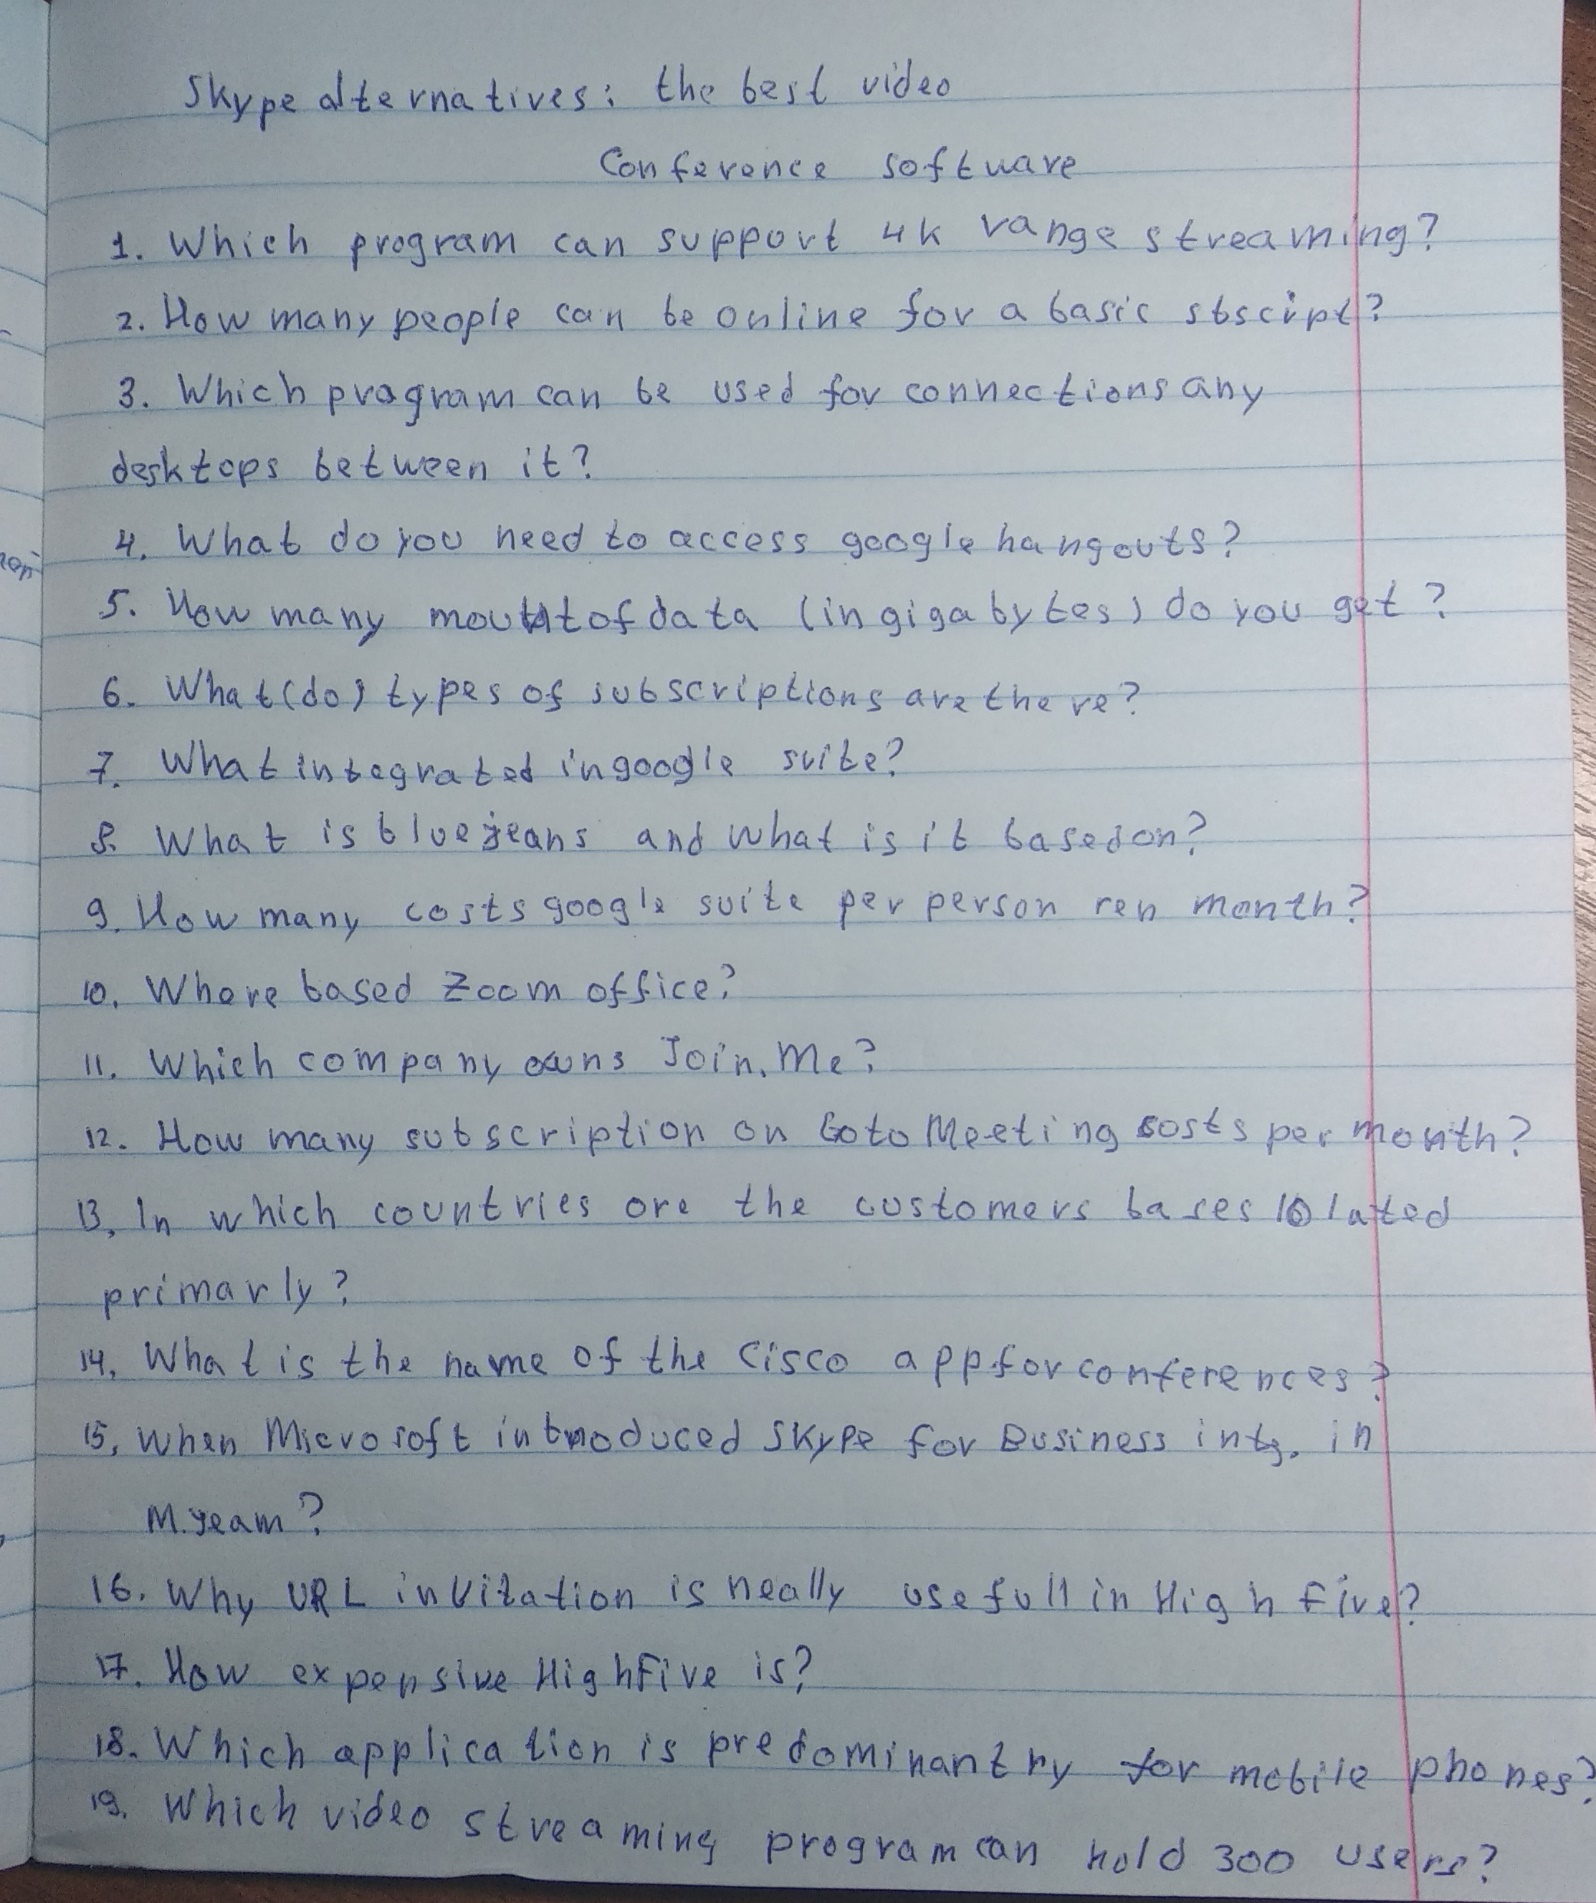 Skype alternatives: the best video
Conference software
1. Which program can support 4k range streaming?
2. How many people can be online for a basic sbscipt?
3. Which program can be used for connections any
desktops between it?
4. What do you need to access google hangouts?
5. How many of data (in gigabytes) do you get?
6. What (do) types of subscriptions are there?
7. What integrated in google suite?
8. What is bluejeans and what is it based on?
9. How many costs google suite per person month?
10. Where based Zoom office?
11. Which company owns Join.Me?
12. How many subscription on GotoMeeting costs per month?
13. In which countries are the customers bases
primarly?
14. What is the name of the Cisco app for conferences?
15. When Microsoft introduced Skype for Business in
16. Why URL invitation is really usefull in High Five?
17. How expensive HighFive is?
18. Which application is for mobile phones?
19. Which video streaming program can hold 300 users?